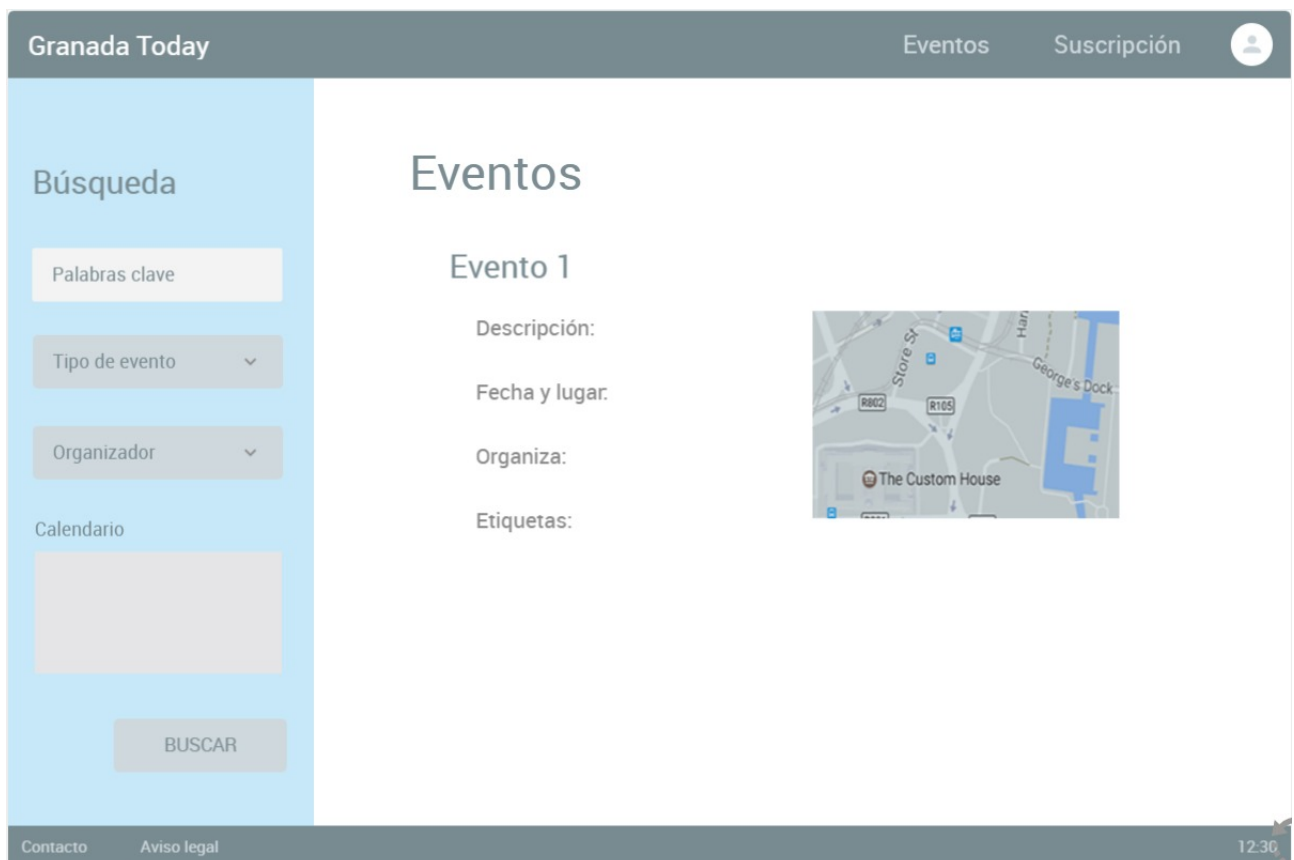 Granada Today
Eventos
Suscripción
Búsqueda
Palabras clave
Tipo de evento
Organizador
Calendario
BUSCAR
Eventos
Evento 1
Descripción:
Fecha y lugar:
Organiza:
Etiquetas:
Store St
George's Dock
R802
R105
The Custom House
Contacto
Aviso legal
12:30